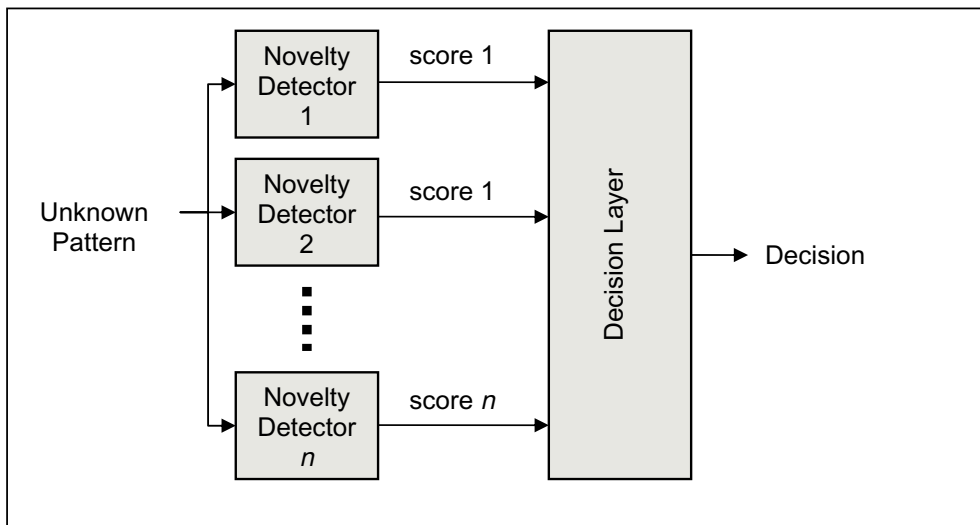 Unknown
Pattern
Novelty
Detector
1
score 1
Novelty
Detector
2
score 1
Novelty
Detector
n
score n
Decision Layer
Decision